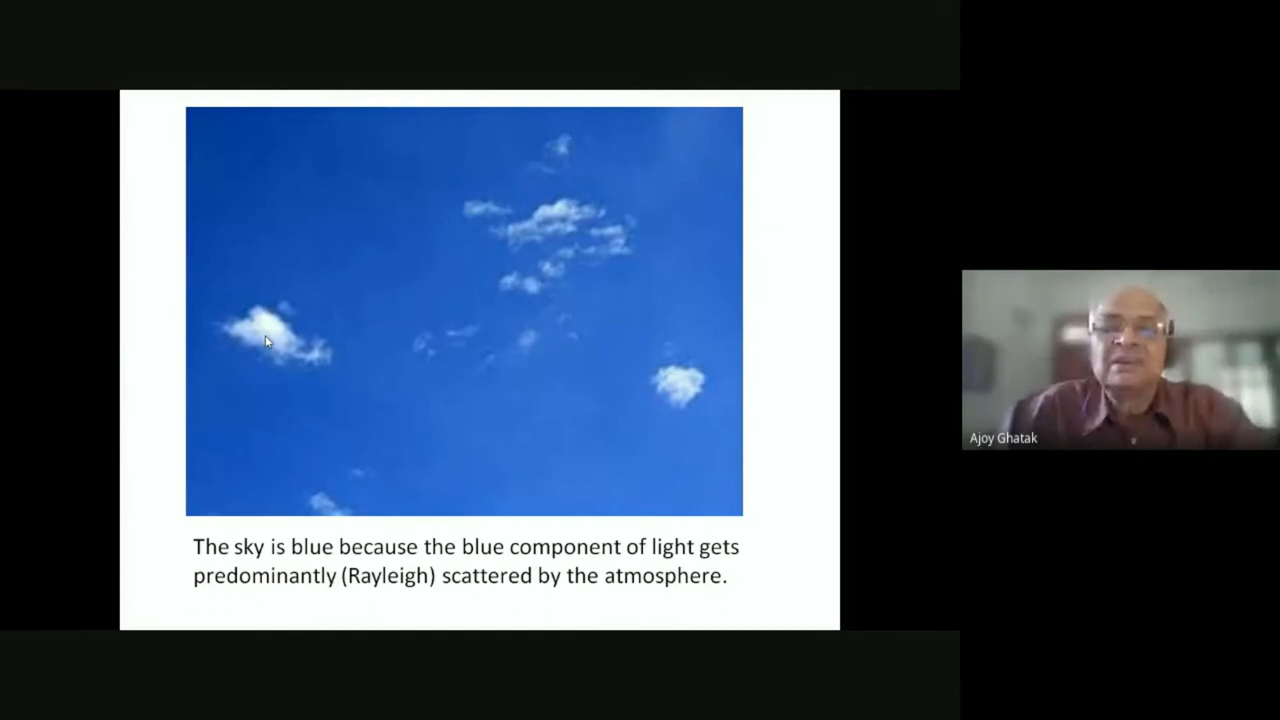 The sky is blue because the blue component of light gets
predominantly (Rayleigh) scattered by the atmosphere.
Ajoy Ghatak